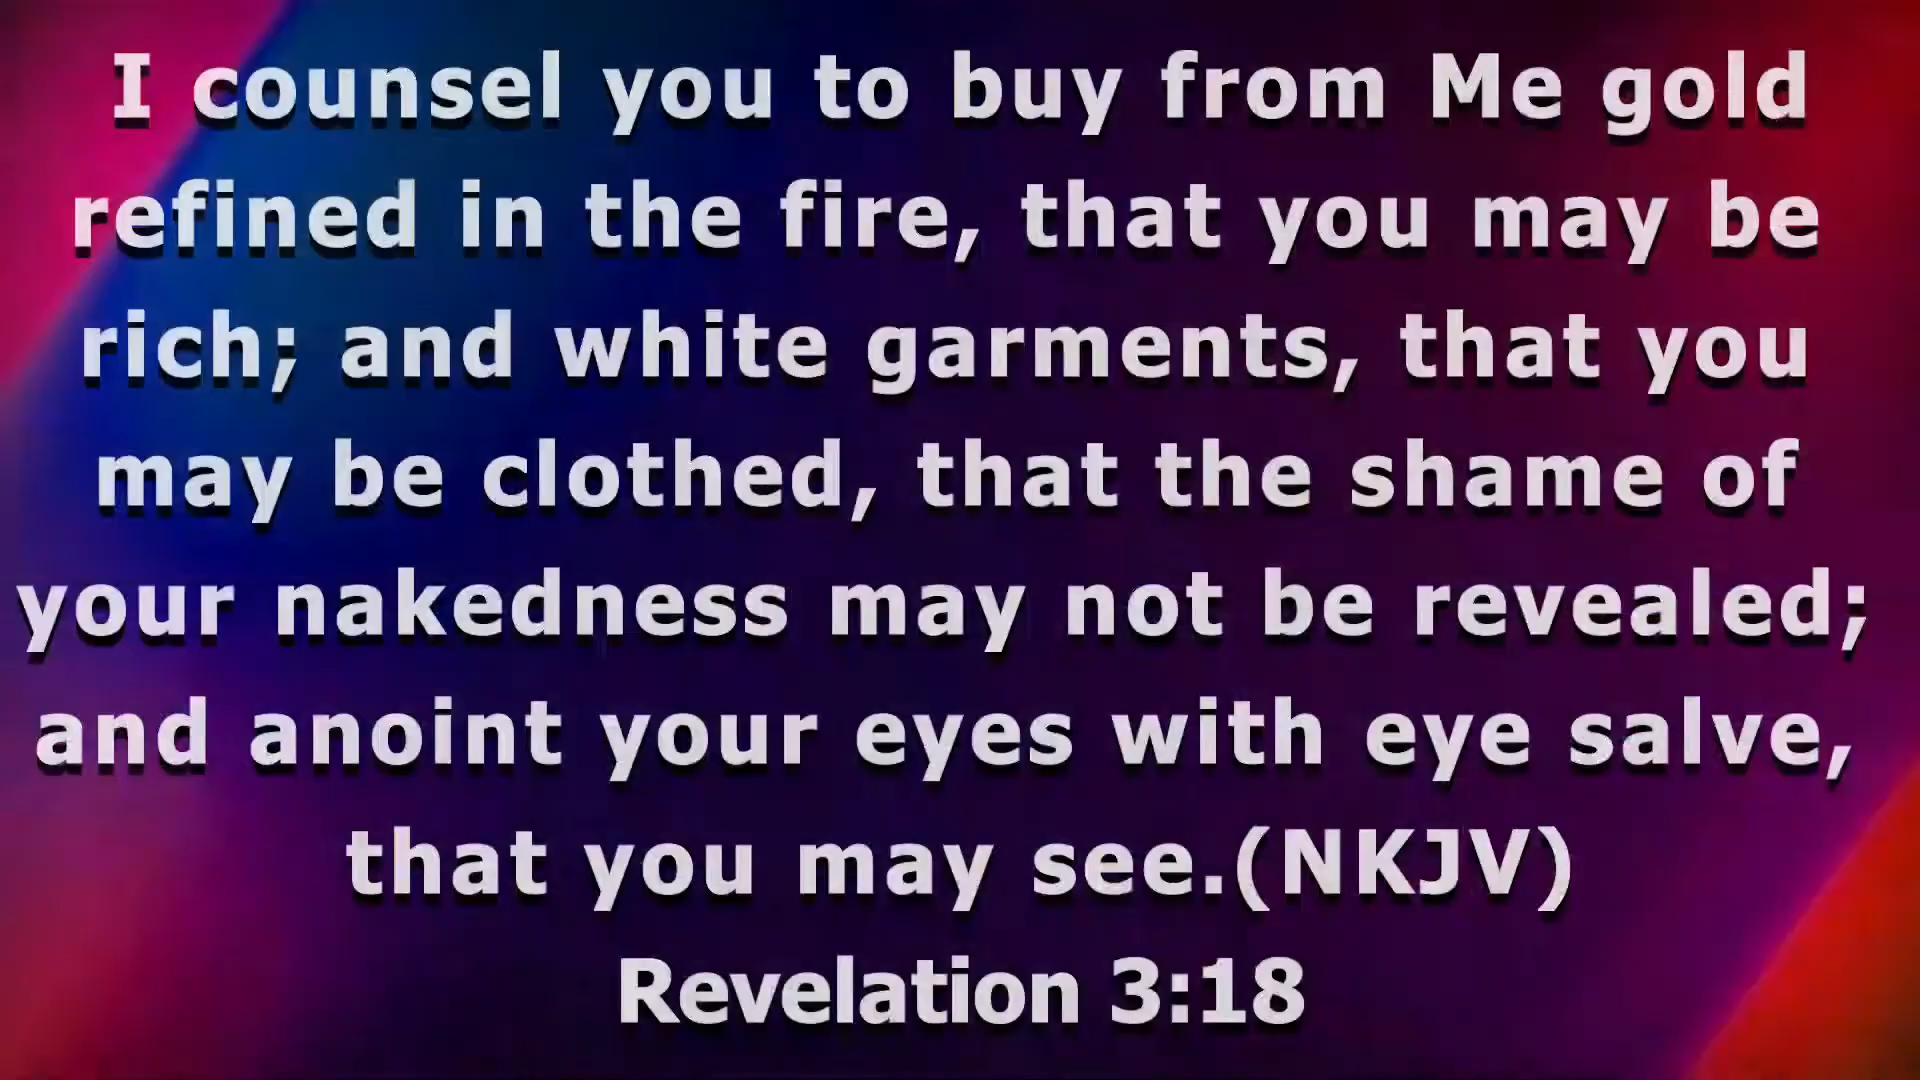 I counsel you to buy from Me gold
refined in the fire, that you may be
rich; and white garments, that you
may be clothed, that the shame of
your nakedness may not be revealed;
and anoint your eyes with eye salve,
that you may see.(NKJV)
Revelation 3:18